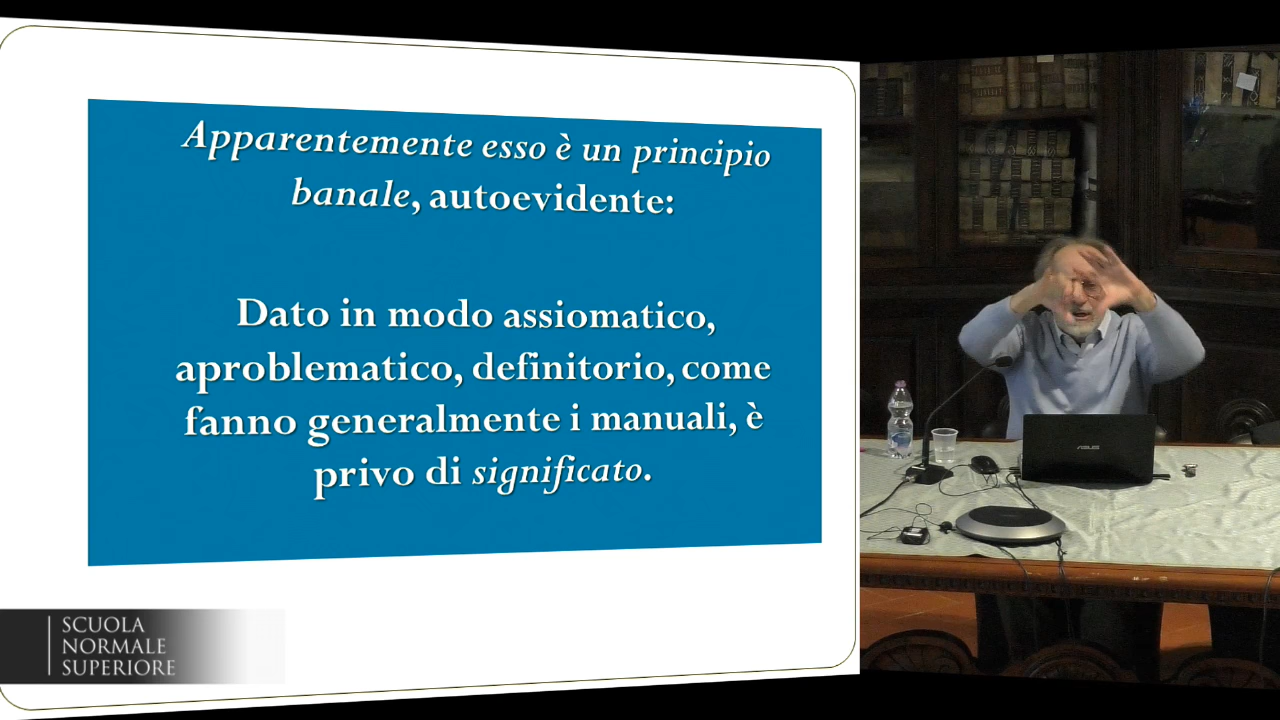 Apparentemente esso è un principio
banale, autoevidente:
Dato in modo assiomatico,
aproblematico, definitorio, come
fanno generalmente i manuali, è
privo di significato.
SCUOLA
NORMALE
SUPERIORE
ASUS